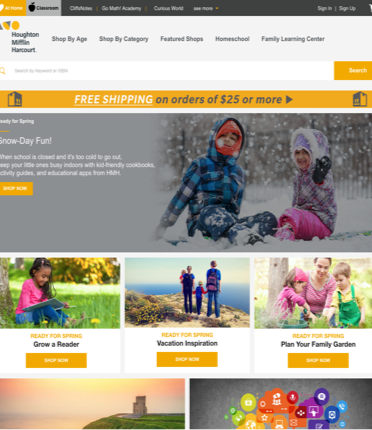 At Home Classroom CliffsNotes | Go Math! Academy | Curious World see more Sign In | Sign Up
Houghton
Mifflin
Harcourt
Shop By Age Shop By Category Featured Shops Homeschool Family Learning Center
Search by Keyword or ISBN Search
FREE SHIPPING on orders of $25 or more
Ready for Spring
Snow-Day Fun!
When school is closed and it's too cold to go out,
keep your little ones busy indoors with kid-friendly cookbooks,
activity guides, and educational apps from HMH.
SHOP NOW
READY FOR SPRING READY FOR SPRING READY FOR SPRING
Grow a Reader Vacation Inspiration Plan Your Family Garden
SHOP NOW SHOP NOW SHOP NOW